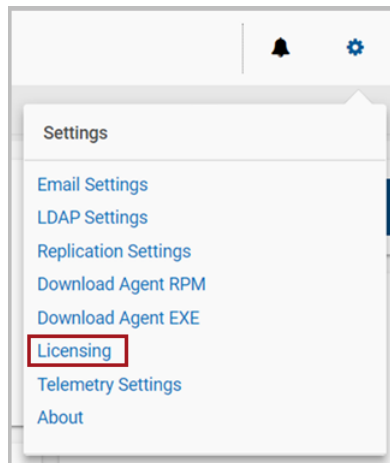 Settings
Email Settings
LDAP Settings
Replication Settings
Download Agent RPM
Download Agent EXE
Licensing
Telemetry Settings
About